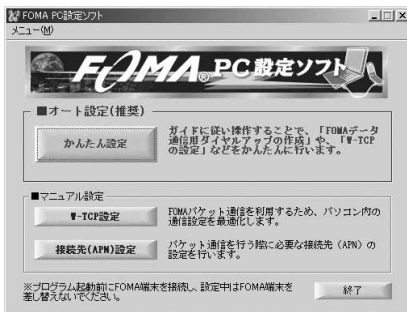 FOMA PC設定ソフト
メニュー(M)
FOMA® PC設定ソフト
■オート設定(推奨)
かんたん設定
ガイドに従い操作することで、「FOMAデータ
通信用ダイヤルアップの作成」や、「W-TCP
の設定」などをかんたんに行います。
■マニュアル設定
W-TCP設定
FOMAパケット通信を利用するため、パソコン内の
通信設定を最適化します。
接続先(APN)設定
パケット通信を行う際に必要な接続先（APN）の
設定を行います。
※プログラム起動前にFOMA端末を接続し、設定中はFOMA端末を
差し替えないでください。
終了